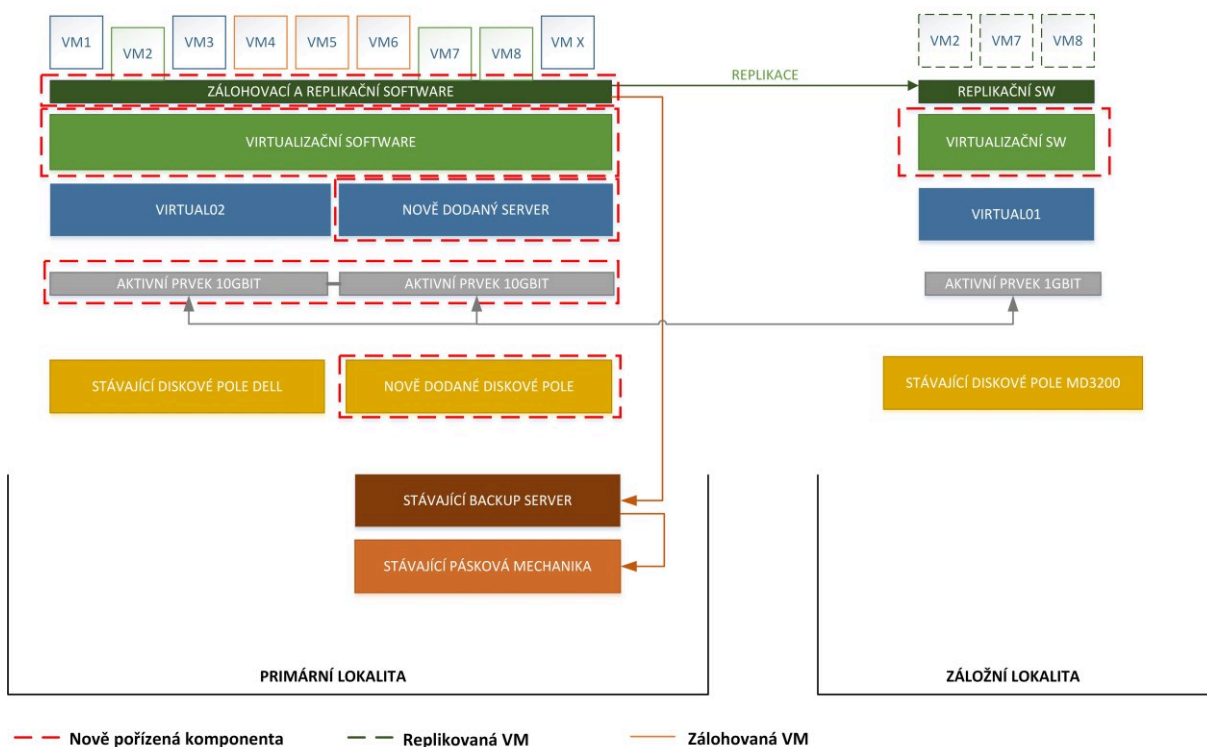 VM1
VM2
VM3
VM4
VM5
VM6
VM7
VM8
VM X
VM2
VM7
VM8
ZÁLOHOVACÍ A REPLIKAČNÍ SOFTWARE
REPLIKACE
REPLIKAČNÍ SW
VIRTUALIZAČNÍ SOFTWARE
VIRTUALIZAČNÍ SW
VIRTUAL02
NOVĚ DODANÝ SERVER
VIRTUAL01
AKTIVNÍ PRVEK 10GBIT
AKTIVNÍ PRVEK 10GBIT
AKTIVNÍ PRVEK 1GBIT
STÁVAJÍCÍ DISKOVÉ POLE DELL
NOVĚ DODANÉ DISKOVÉ POLE
STÁVAJÍCÍ DISKOVÉ POLE MD3200
STÁVAJÍCÍ BACKUP SERVER
STÁVAJÍCÍ PÁSKOVÁ MECHANIKA
PRIMÁRNÍ LOKALITA
ZÁLOŽNÍ LOKALITA
Nově pořízená komponenta
Replikovaná VM
Zálohovaná VM